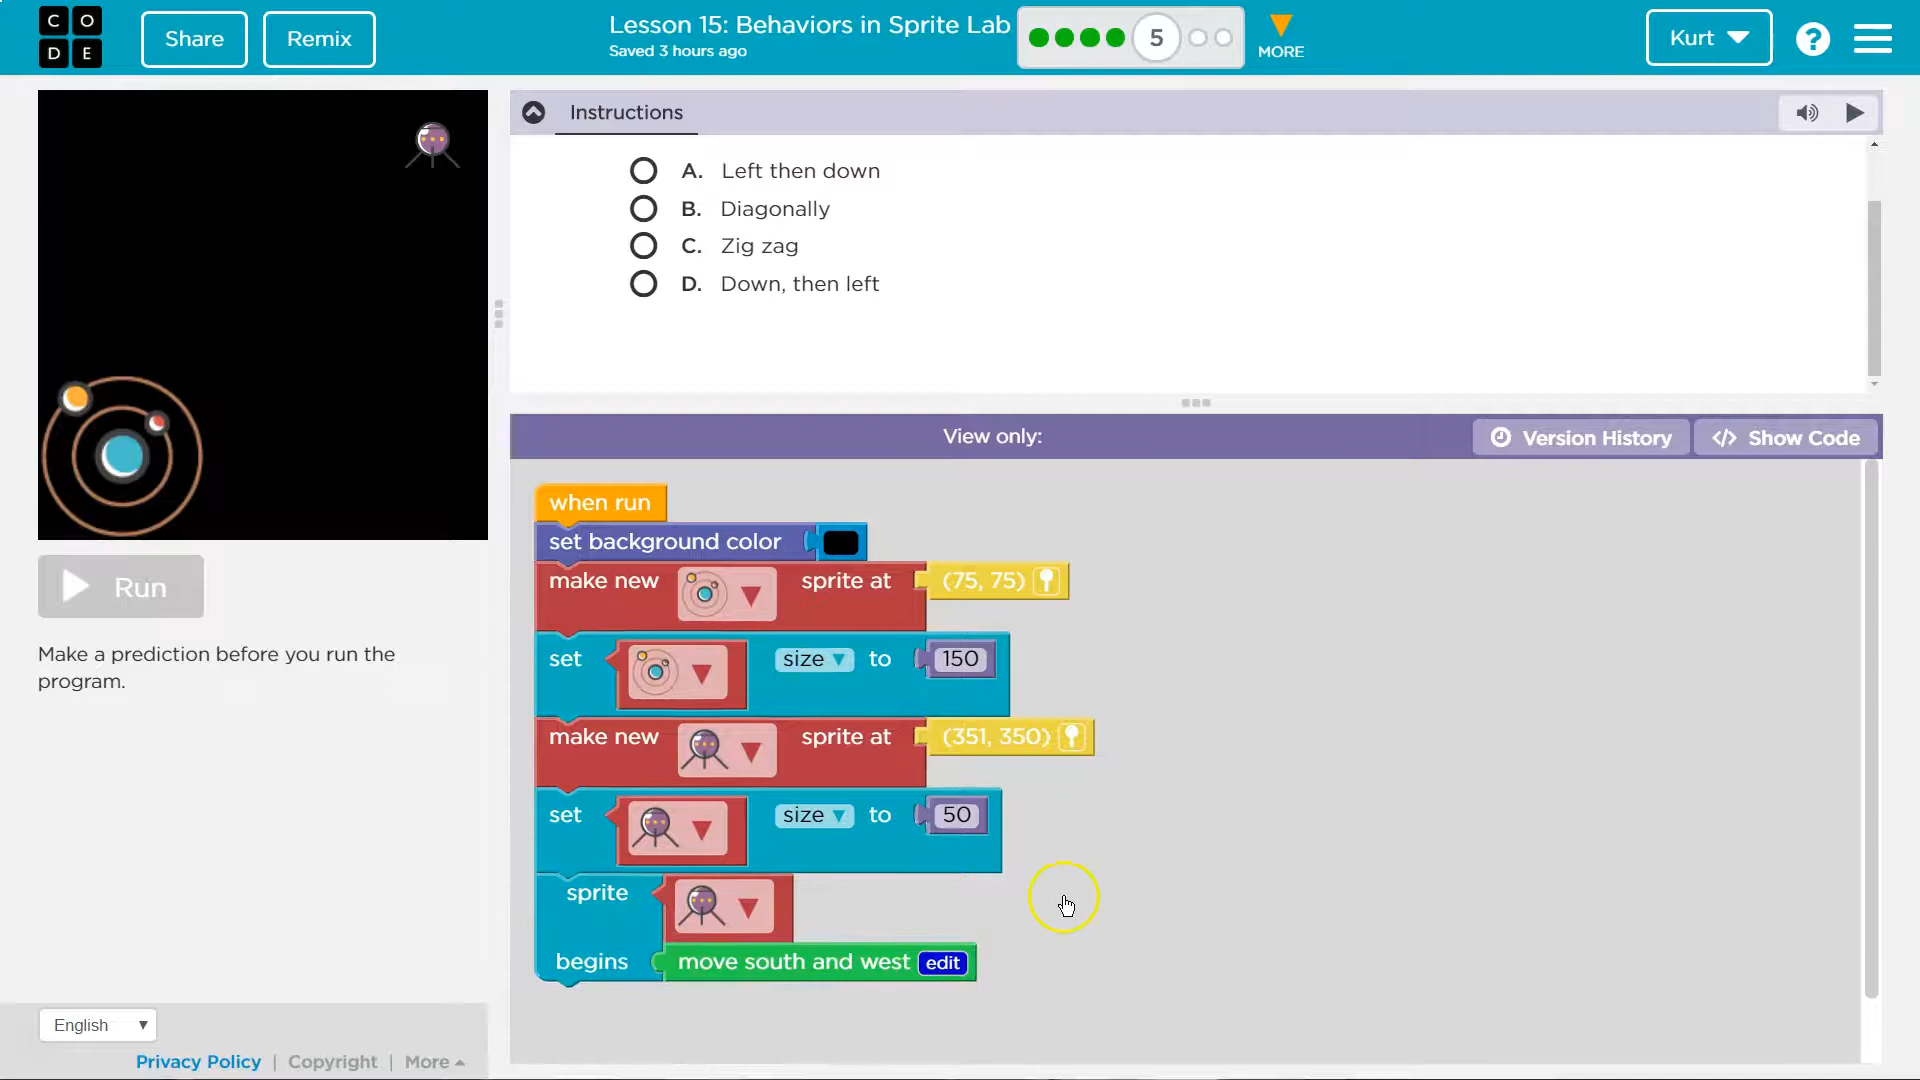 C O
D E
Share
Remix
Lesson 15: Behaviors in Sprite Lab
Saved 3 hours ago
5
MORE
Kurt
?
Instructions
A. Left then down
B. Diagonally
C. Zig zag
D. Down, then left
View only:
Version History
</> Show Code
when run
set background color
make new sprite at (75, 75)
set size to 150
make new sprite at (351, 350)
set size to 50
sprite
begins move south and west edit
Run
Make a prediction before you run the
program.
English
Privacy Policy | Copyright | More